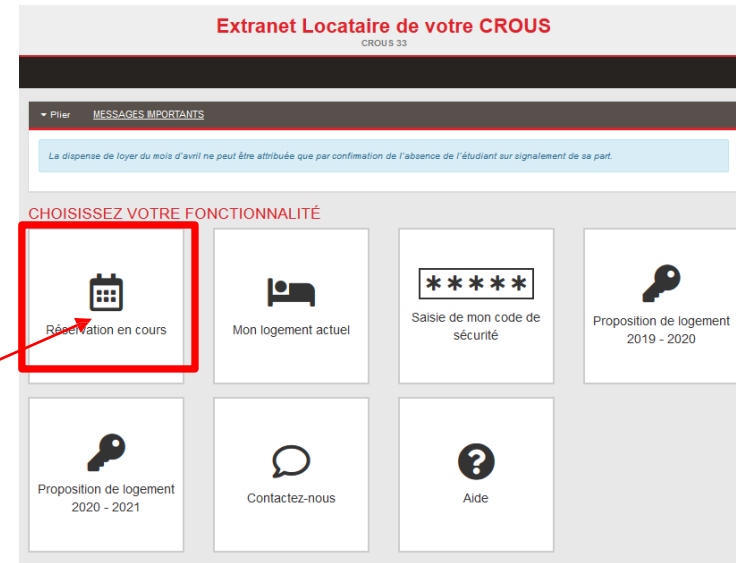 Extranet Locataire de votre CROUS
CROUS 33
Plier MESSAGES IMPORTANTS
La dispense de loyer du mois d'avril ne peut être attribuée que par confirmation de l'absence de l'étudiant sur signalement de sa part.
CHOISISSEZ VOTRE FONCTIONNALITÉ
Réservation en cours
Mon logement actuel
*****
Saisie de mon code de
sécurité
Proposition de logement
2019 - 2020
Proposition de logement
2020 - 2021
Contactez-nous
Aide